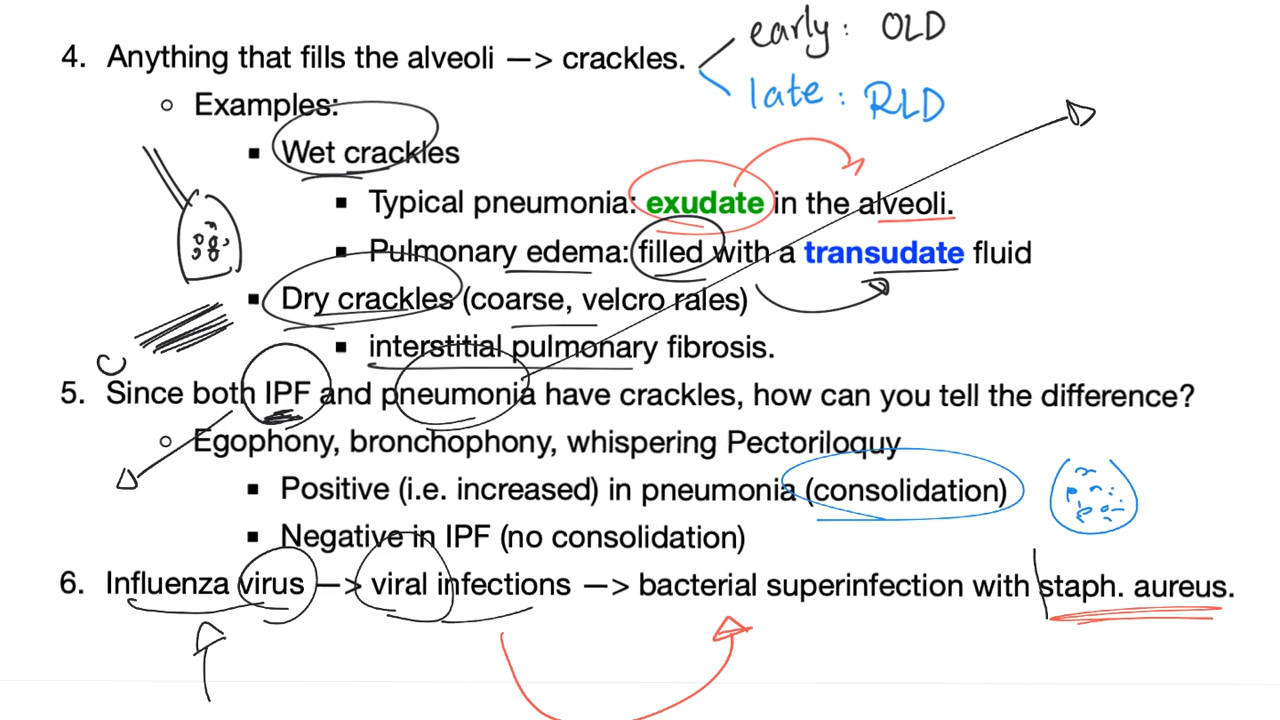 4. Anything that fills the alveoli —> crackles.
early: OLD
late: RLD
Examples:
Wet crackles
Typical pneumonia: exudate in the alveoli.
Pulmonary edema: filled with a transudate fluid
Dry crackles (coarse, velcro rales)
interstitial pulmonary fibrosis.
5. Since both IPF and pneumonia have crackles, how can you tell the difference?
Egophony, bronchophony, whispering Pectoriloquy
Positive (i.e. increased) in pneumonia (consolidation)
Negative in IPF (no consolidation)
6. Influenza virus —> viral infections —> bacterial superinfection with staph. aureus.